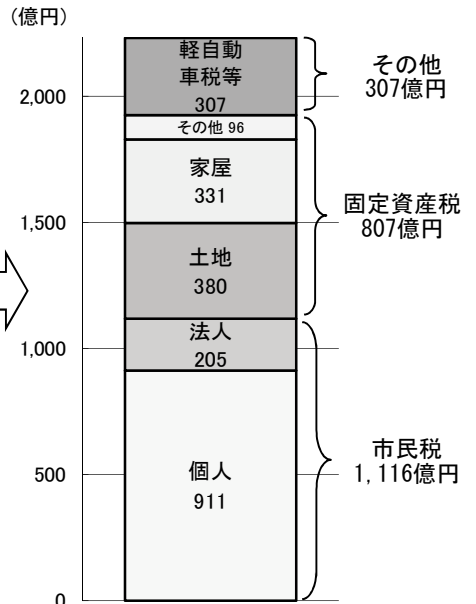 （億円）
2,000
1,500
1,000
500
0
軽自動
車税等
307
その他 96
家屋
331
土地
380
法人
205
個人
911
その他
307億円
固定資産税
807億円
市民税
1,116億円